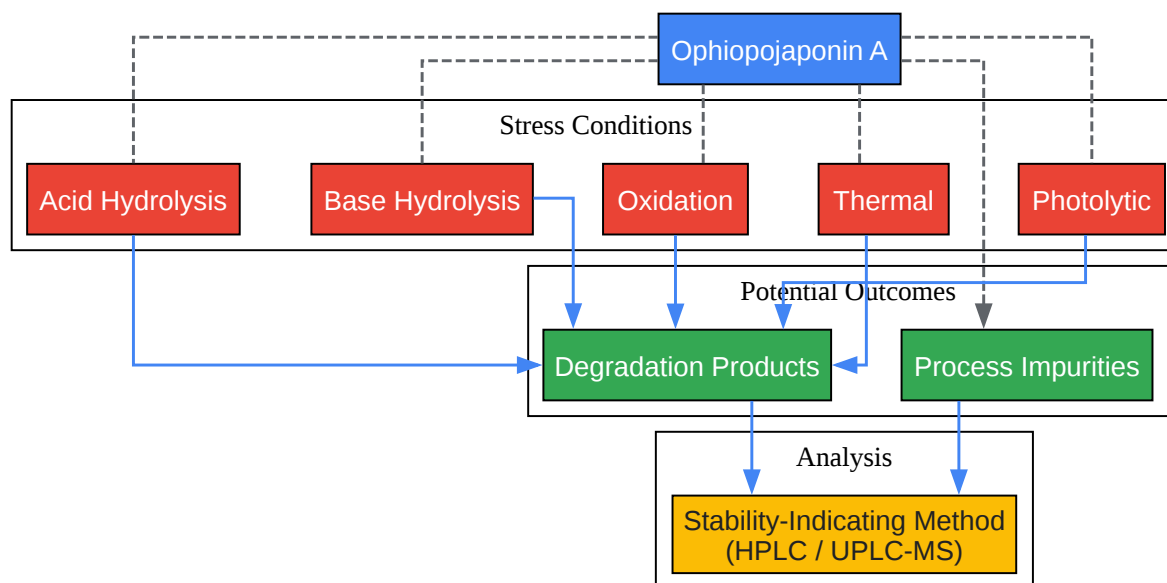 Ophiopojaponin A
Stress Conditions
Acid Hydrolysis
Base Hydrolysis
Oxidation
Thermal
Photolytic
Potential Outcomes
Degradation Products
Process Impurities
Analysis
Stability-Indicating Method
(HPLC / UPLC-MS)